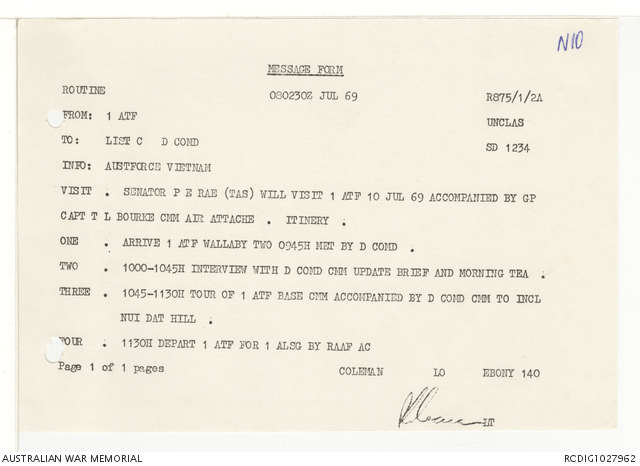 N10
MESSAGE FORM
ROUTINE 080230Z JUL 69 R875/1/2A
FROM: 1 ATF UNCLAS
TO: LIST C D COMD SD 1234
INFO: AUSTFORCE VIETNAM
VISIT . SENATOR P E RAE (TAS) WILL VISIT 1 ATF 10 JUL 69 ACCOMPANIED BY GP
CAPT T L BOURKE CMM AIR ATTACHE . ITINERY .
ONE . ARRIVE 1 ATF WALLABY TWO 0945H MET BY D COMD .
TWO . 1000-1045H INTERVIEW WITH D COMD CMM UPDATE BRIEF AND MORNING TEA .
THREE . 1045-1130H TOUR OF 1 ATF BASE CMM ACCOMPANIED BY D COMD CMM TO INCL
NUI DAT HILL .
FOUR . 1130H DEPART 1 ATF FOR 1 ALSG BY RAAF AC
Page 1 of 1 pages COLEMAN LO EBONY 140
LT
AUSTRALIAN WAR MEMORIAL RCDIG1027962